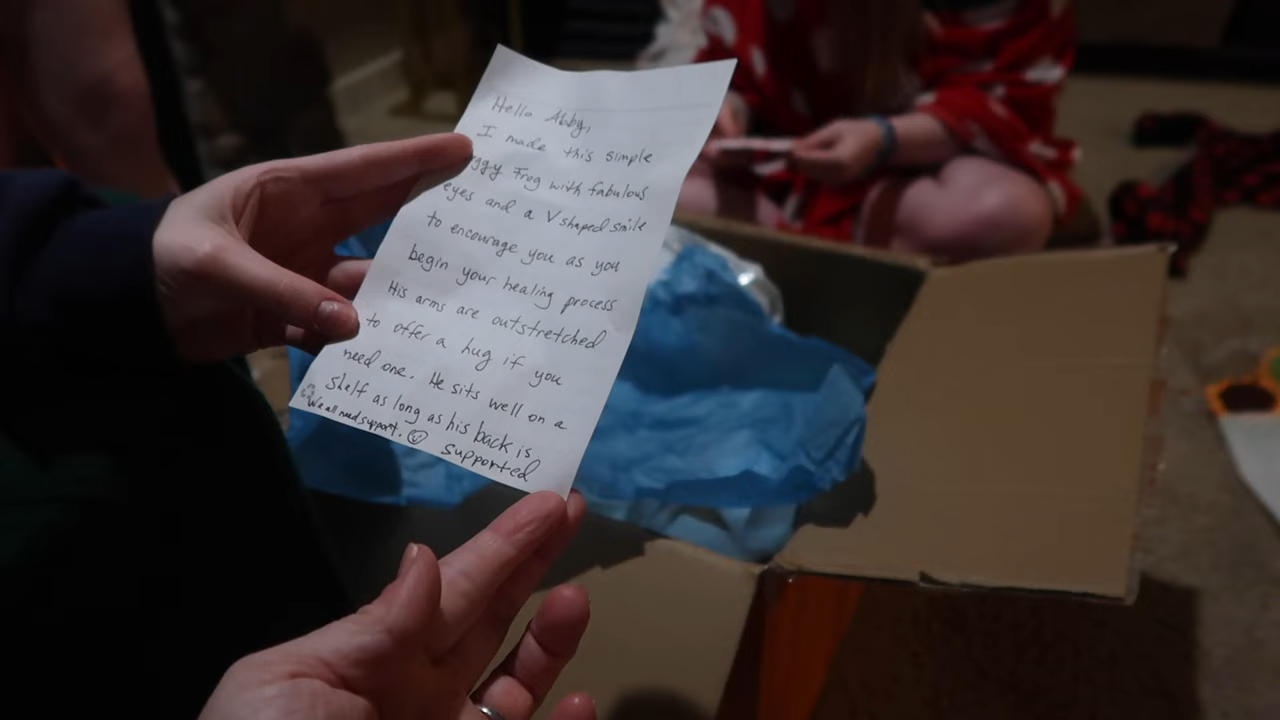 Hello Abby,
I made this simple
ggy Frog with fabulous
eyes and a V shaped smile
to encourage you as you
begin your healing process
His arms are outstretched
to offer a hug if you
need one. He sits well on a
shelf as long as his back is
supported
We all need support.